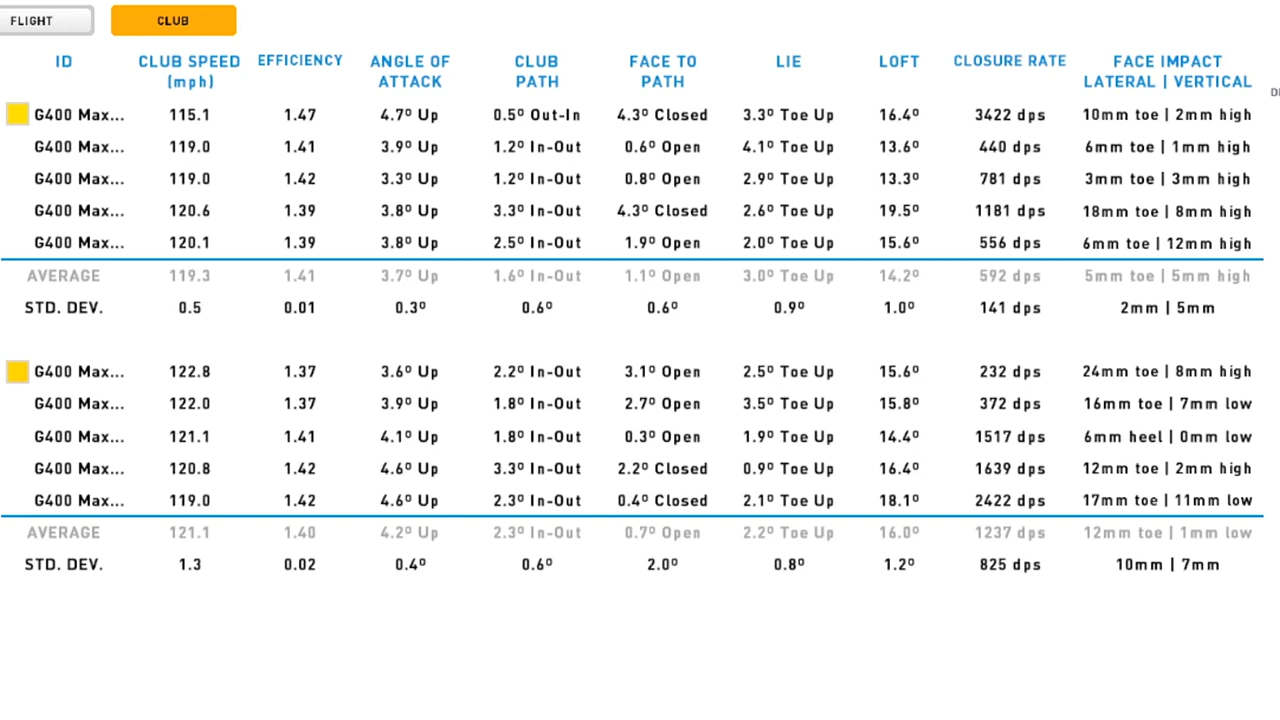 FLIGHT CLUB
ID CLUB SPEED EFFICIENCY ANGLE OF CLUB FACE TO LIE LOFT CLOSURE RATE FACE IMPACT
(mph) ATTACK PATH PATH LATERAL | VERTICAL
G400 Max... 115.1 1.47 4.7º Up 0.5º Out-In 4.3º Closed 3.3º Toe Up 16.4º 3422 dps 10mm toe | 2mm high
G400 Max... 119.0 1.41 3.9º Up 1.2º In-Out 0.6º Open 4.1º Toe Up 13.6º 440 dps 6mm toe | 1mm high
G400 Max... 119.0 1.42 3.3º Up 1.2º In-Out 0.8º Open 2.9º Toe Up 13.3º 781 dps 3mm toe | 3mm high
G400 Max... 120.6 1.39 3.8º Up 3.3º In-Out 4.3º Closed 2.6º Toe Up 19.5º 1181 dps 18mm toe | 8mm high
G400 Max... 120.1 1.39 3.8º Up 2.5º In-Out 1.9º Open 2.0º Toe Up 15.6º 556 dps 6mm toe | 12mm high
AVERAGE 119.3 1.41 3.7º Up 1.6º In-Out 1.1º Open 3.0º Toe Up 14.2º 592 dps 5mm toe | 5mm high
STD. DEV. 0.5 0.01 0.3º 0.6º 0.6º 0.9º 1.0º 141 dps 2mm | 5mm
G400 Max... 122.8 1.37 3.6º Up 2.2º In-Out 3.1º Open 2.5º Toe Up 15.6º 232 dps 24mm toe | 8mm high
G400 Max... 122.0 1.37 3.9º Up 1.8º In-Out 2.7º Open 3.5º Toe Up 15.8º 372 dps 16mm toe | 7mm low
G400 Max... 121.1 1.41 4.1º Up 1.8º In-Out 0.3º Open 1.9º Toe Up 14.4º 1517 dps 6mm heel | 0mm low
G400 Max... 120.8 1.42 4.6º Up 3.3º In-Out 2.2º Closed 0.9º Toe Up 16.4º 1639 dps 12mm toe | 2mm high
G400 Max... 119.0 1.42 4.6º Up 2.3º In-Out 0.4º Closed 2.1º Toe Up 18.1º 2422 dps 17mm toe | 11mm low
AVERAGE 121.1 1.40 4.2º Up 2.3º In-Out 0.7º Open 2.2º Toe Up 16.0º 1237 dps 12mm toe | 1mm low
STD. DEV. 1.3 0.02 0.4º 0.6º 2.0º 0.8º 1.2º 825 dps 10mm | 7mm